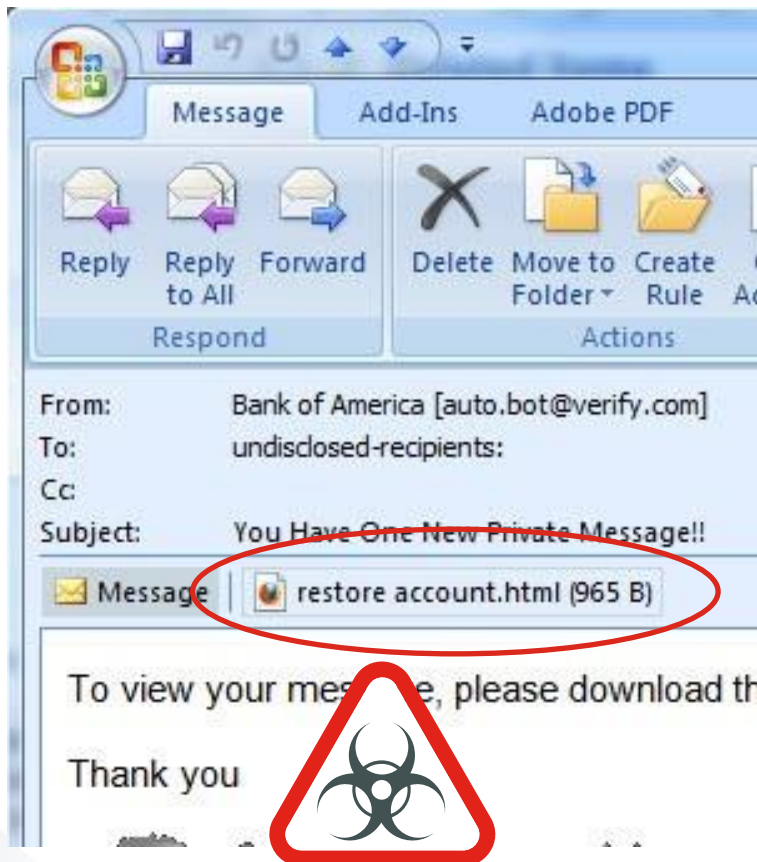 Message Add-Ins Adobe PDF
Reply Reply to All Forward Delete Move to Folder Create Rule
Respond Actions
From: Bank of America [auto.bot@verify.com]
To: undisclosed-recipients:
Cc:
Subject: You Have One New Private Message!!
Message restore account.html (965 B)
To view your message, please download
Thank you